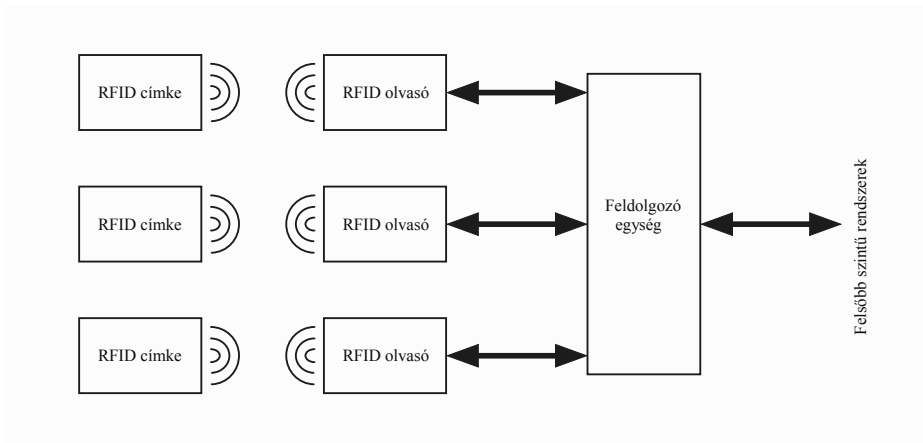 RFID címke
RFID olvasó
RFID címke
RFID olvasó
Feldolgozó
egység
RFID címke
RFID olvasó
Felsőbb szintű rendszerek